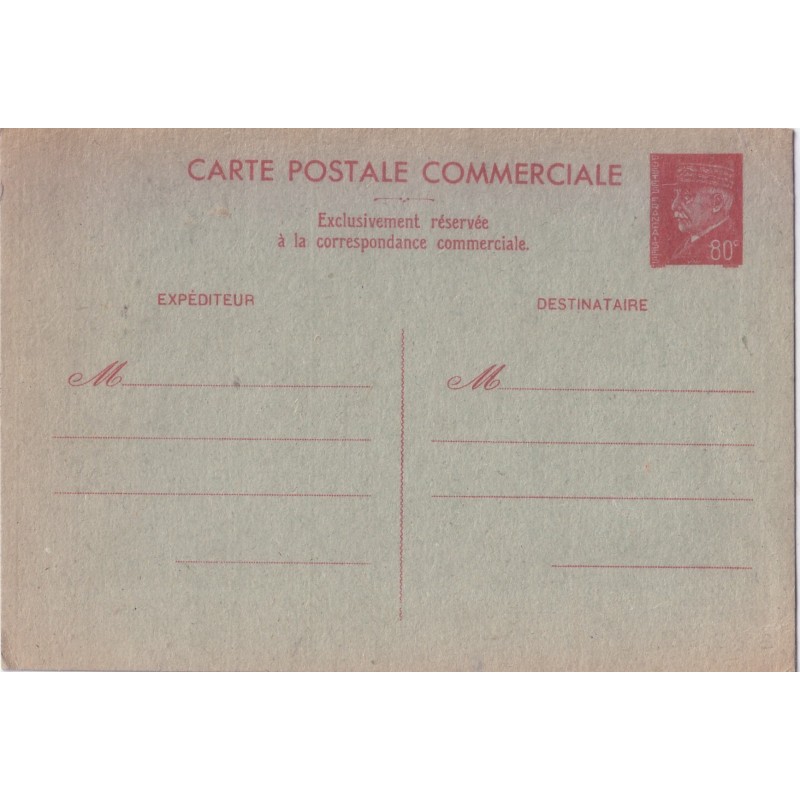 CARTE POSTALE COMMERCIALE
Exclusivement réservée
à la correspondance commerciale.
80c
EXPÉDITEUR
DESTINATAIRE
M
M